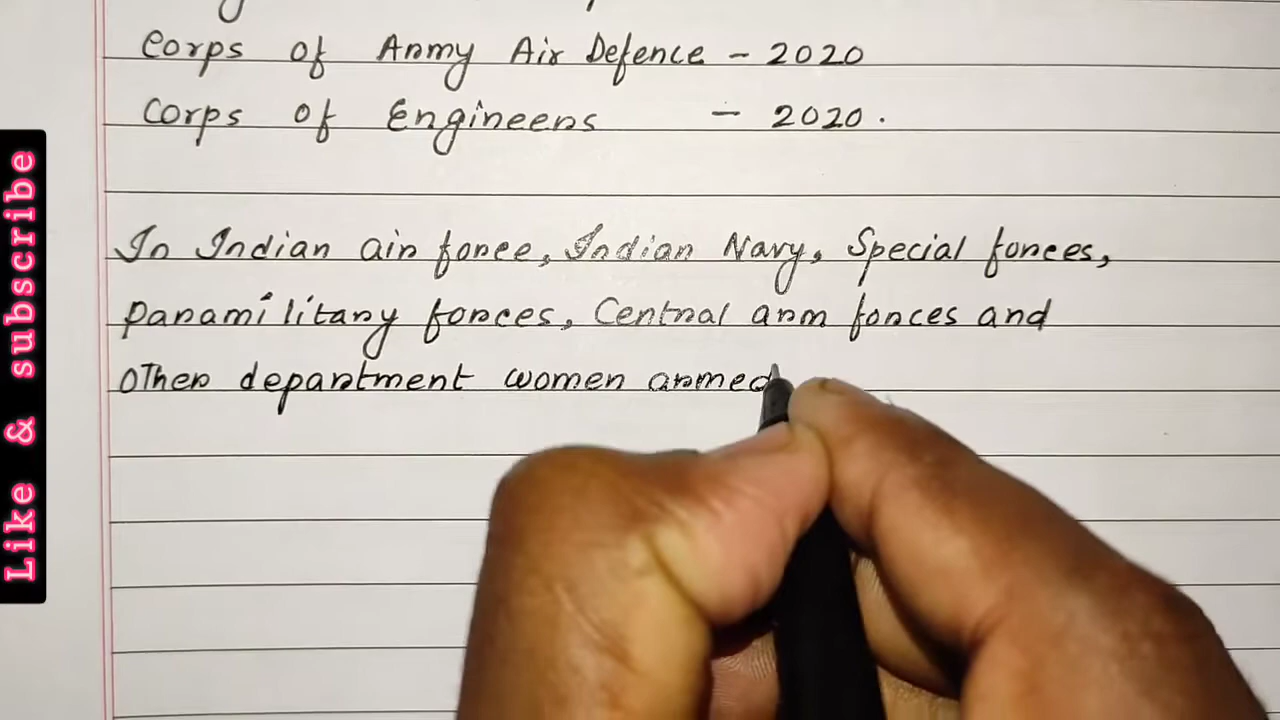 Corps of Army Air Defence - 2020
Corps of Engineers - 2020.
In Indian air force, Indian Navy, Special forces,
paramilitary forces, Central arm forces and
other department women armed
Like & subscribe